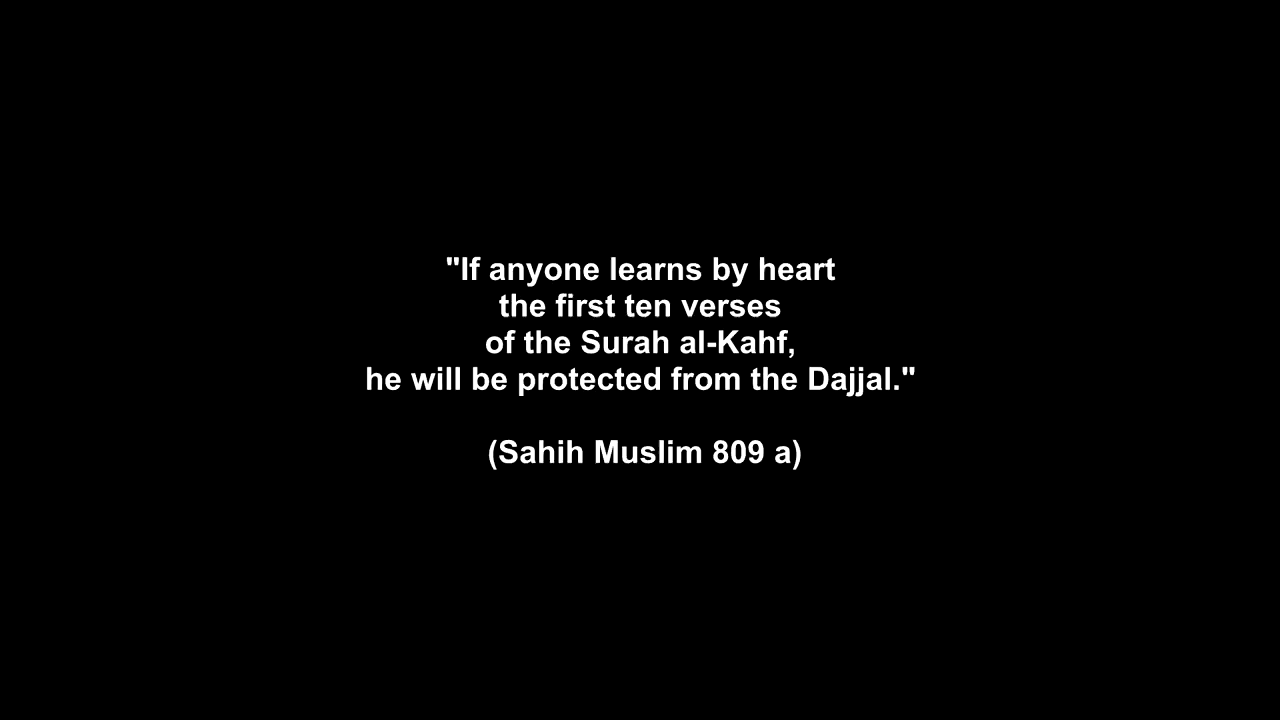 "If anyone learns by heart
the first ten verses
of the Surah al-Kahf,
he will be protected from the Dajjal."
(Sahih Muslim 809 a)